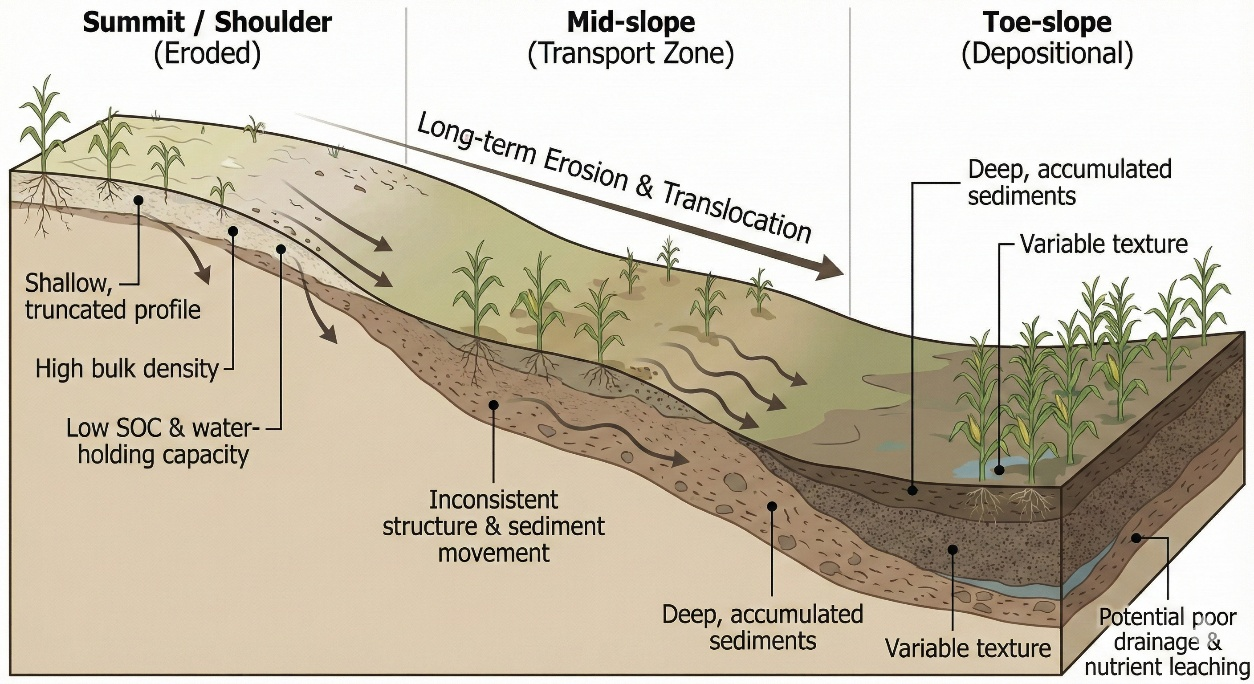 Summit / Shoulder
(Eroded)
Mid-slope
(Transport Zone)
Toe-slope
(Depositional)
Long-term Erosion & Translocation
Deep, accumulated
sediments
Variable texture
Shallow,
truncated profile
High bulk density
Low SOC & water-
holding capacity
Inconsistent
structure & sediment
movement
Deep, accumulated
sediments
Variable texture
Potential poor
drainage &
nutrient leaching